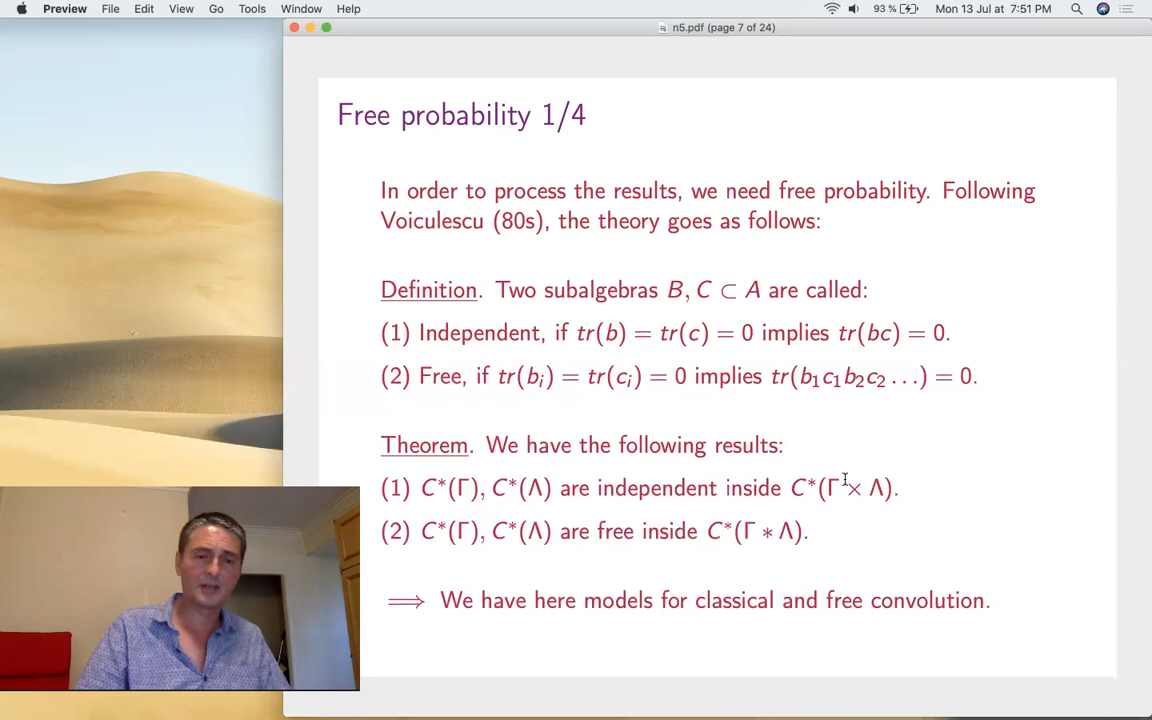 Preview File Edit View Go Tools Window Help 93 % Mon 13 Jul at 7:51 PM
n5.pdf (page 7 of 24)
Free probability 1/4
In order to process the results, we need free probability. Following
Voiculescu (80s), the theory goes as follows:
Definition. Two subalgebras B, C ⊂ A are called:
(1) Independent, if tr(b) = tr(c) = 0 implies tr(bc) = 0.
(2) Free, if tr(bᵢ) = tr(cᵢ) = 0 implies tr(b₁c₁b₂c₂ . . .) = 0.
Theorem. We have the following results:
(1) C*(Γ), C*(Λ) are independent inside C*(Γ × Λ).
(2) C*(Γ), C*(Λ) are free inside C*(Γ * Λ).
⟹ We have here models for classical and free convolution.